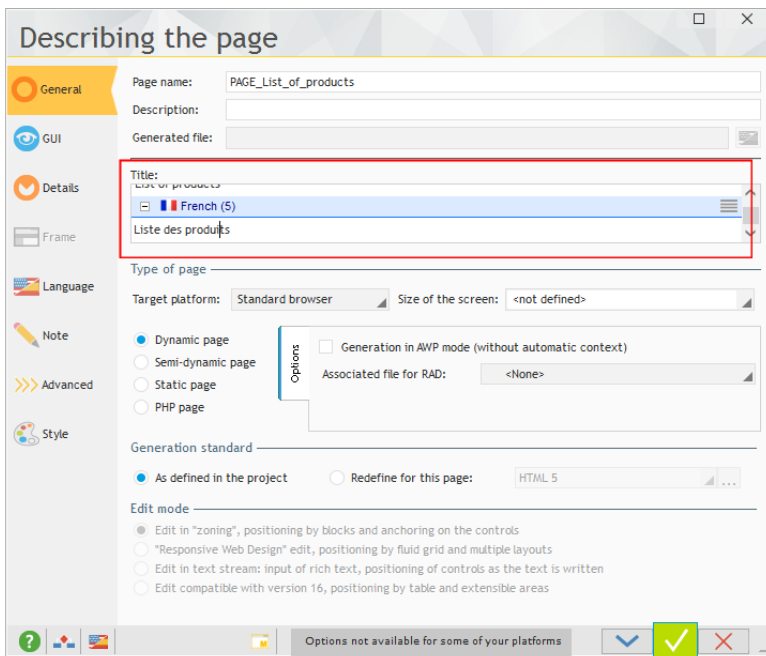 Describing the page
General
GUI
Details
Frame
Language
Note
Advanced
Style
Page name: PAGE_List_of_products
Description:
Generated file:
Title:
List of products
French (5)
Liste des produits
Type of page
Target platform: Standard browser Size of the screen: <not defined>
Dynamic page
Semi-dynamic page
Static page
PHP page
Options
Generation in AWP mode (without automatic context)
Associated file for RAD: <None>
Generation standard
As defined in the project Redefine for this page: HTML 5 ...
Edit mode
Edit in "zoning", positioning by blocks and anchoring on the controls
"Responsive Web Design" edit, positioning by fluid grid and multiple layouts
Edit in text stream: input of rich text, positioning of controls as the text is written
Edit compatible with version 16, positioning by table and extensible areas
? Options not available for some of your platforms